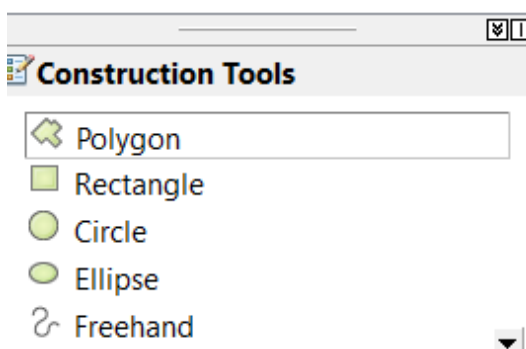 Construction Tools
Polygon
Rectangle
Circle
Ellipse
Freehand